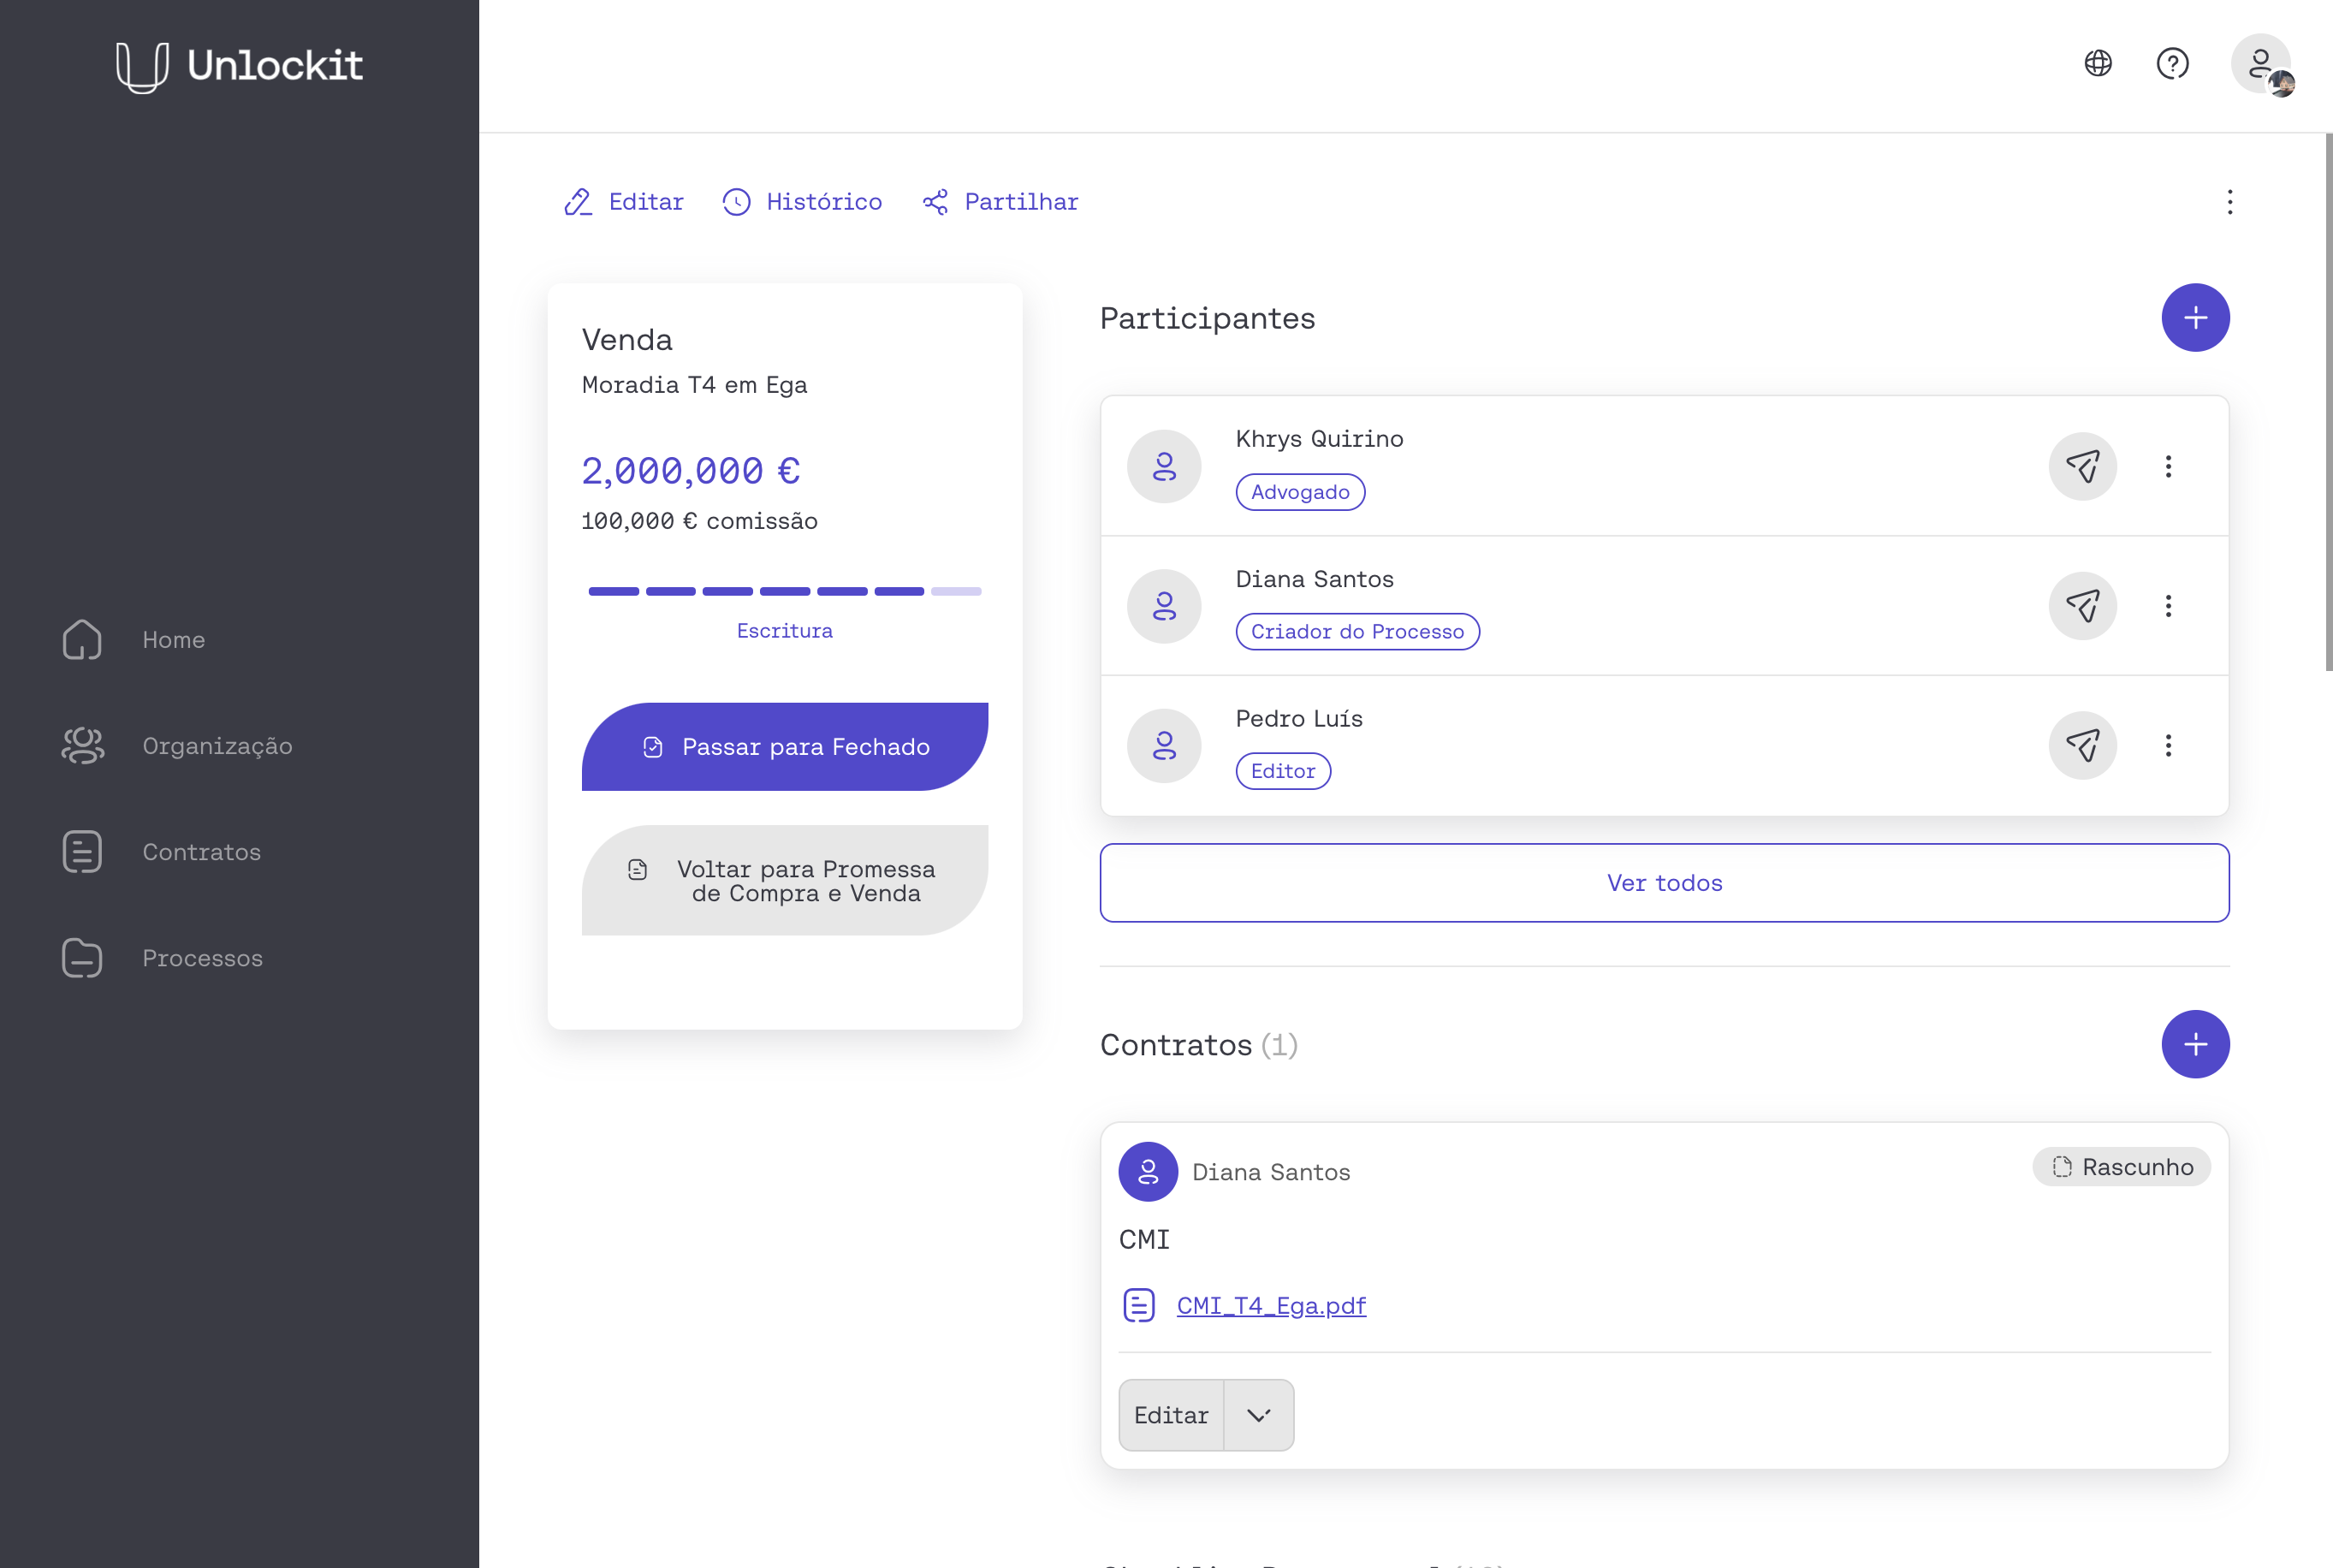 Unlockit
Home
Organização
Contratos
Processos
Editar
Histórico
Partilhar
Venda
Moradia T4 em Ega
2,000,000 €
100,000 € comissão
Escritura
Passar para Fechado
Voltar para Promessa
de Compra e Venda
Participantes
Khrys Quirino
Advogado
Diana Santos
Criador do Processo
Pedro Luís
Editor
Ver todos
Contratos (1)
Diana Santos
Rascunho
CMI
CMI_T4_Ega.pdf
Editar